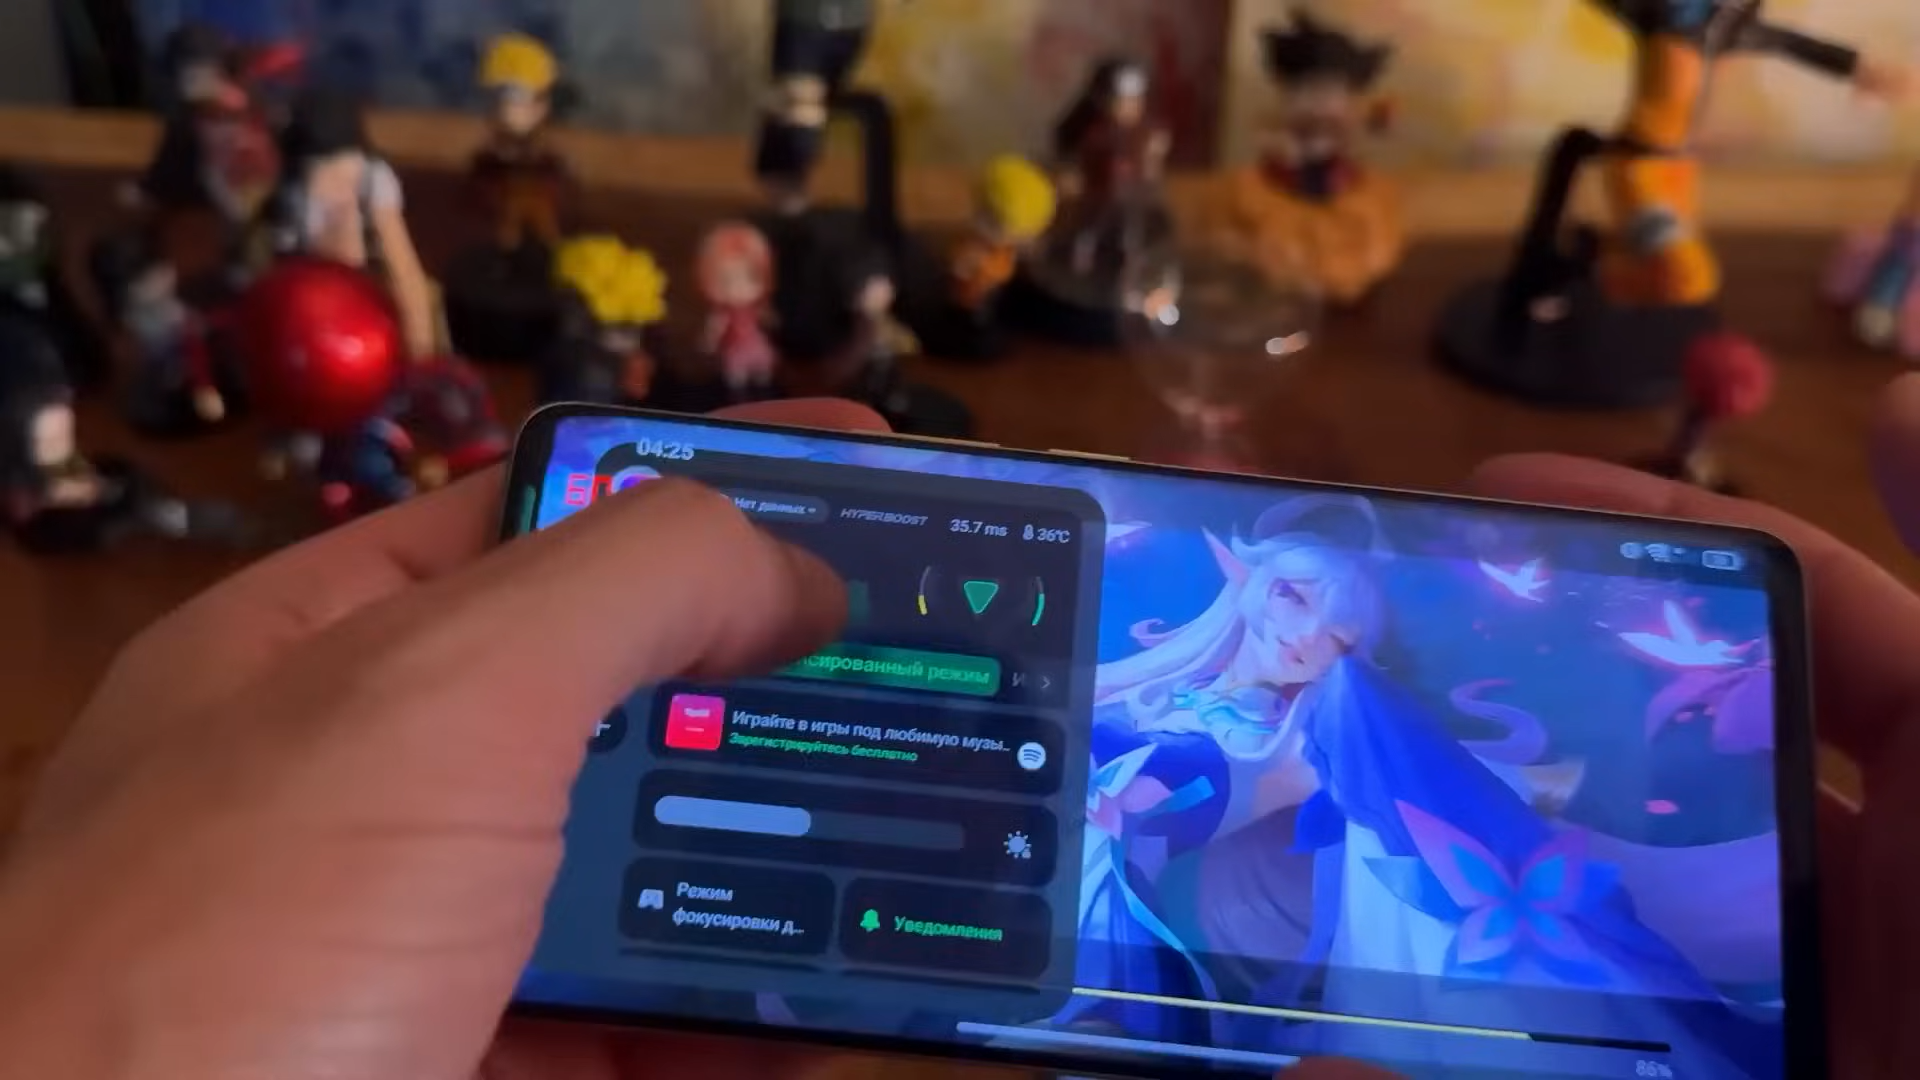 04:25
60
Нет данных
HYPERBOOST
35.7 ms
36℃
режим
И
Играйте в игры под любимую музы...
Зарегистрируйтесь бесплатно
Режим
фокусировки д...
Уведомления
86%